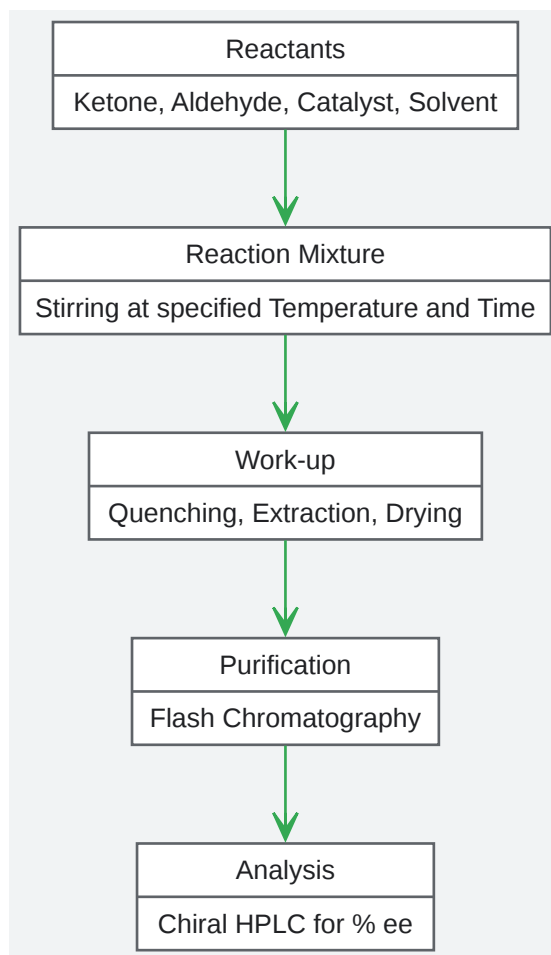 Reactants
Ketone, Aldehyde, Catalyst, Solvent
Reaction Mixture
Stirring at specified Temperature and Time
Work-up
Quenching, Extraction, Drying
Purification
Flash Chromatography
Analysis
Chiral HPLC for % ee